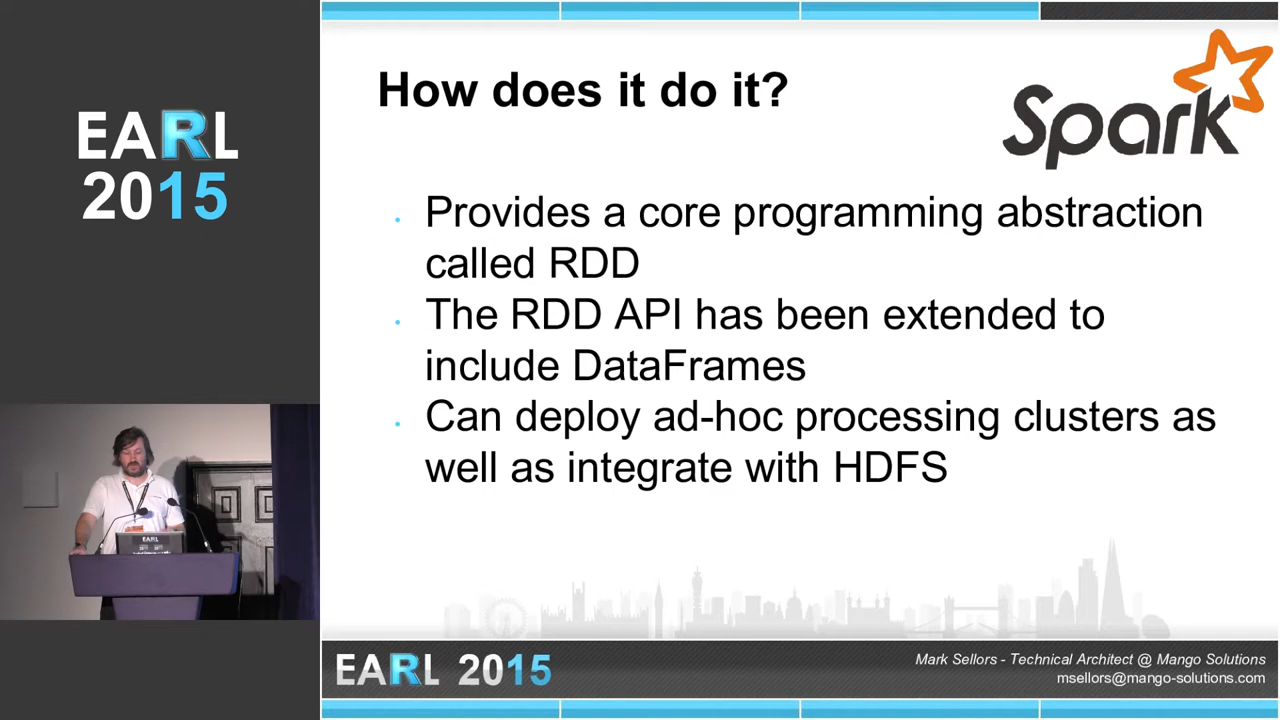 EARL
2015
How does it do it?
Spark
Provides a core programming abstraction
called RDD
The RDD API has been extended to
include DataFrames
Can deploy ad-hoc processing clusters as
well as integrate with HDFS
EARL
EARL 2015
Mark Sellors - Technical Architect @ Mango Solutions
msellors@mango-solutions.com